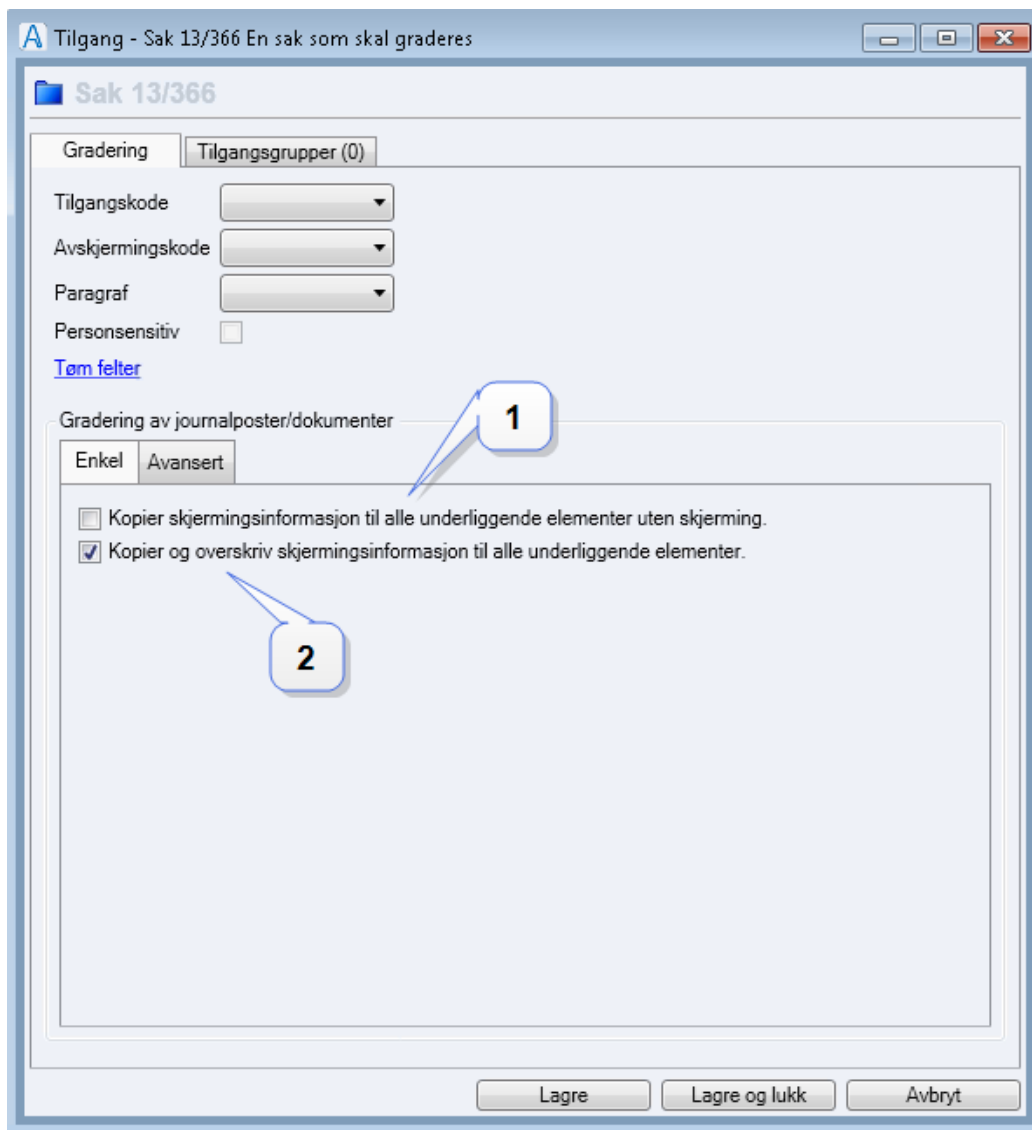 Tilgang - Sak 13/366 En sak som skal graderes
Sak 13/366
Gradering Tilgangsgrupper (0)
Tilgangskode
Avskjermingskode
Paragraf
Personsensitiv
Tøm felter
Gradering av journalposter/dokumenter
1
Enkel Avansert
Kopier skjermingsinformasjon til alle underliggende elementer uten skjerming.
Kopier og overskriv skjermingsinformasjon til alle underliggende elementer.
2
Lagre Lagre og lukk Avbryt